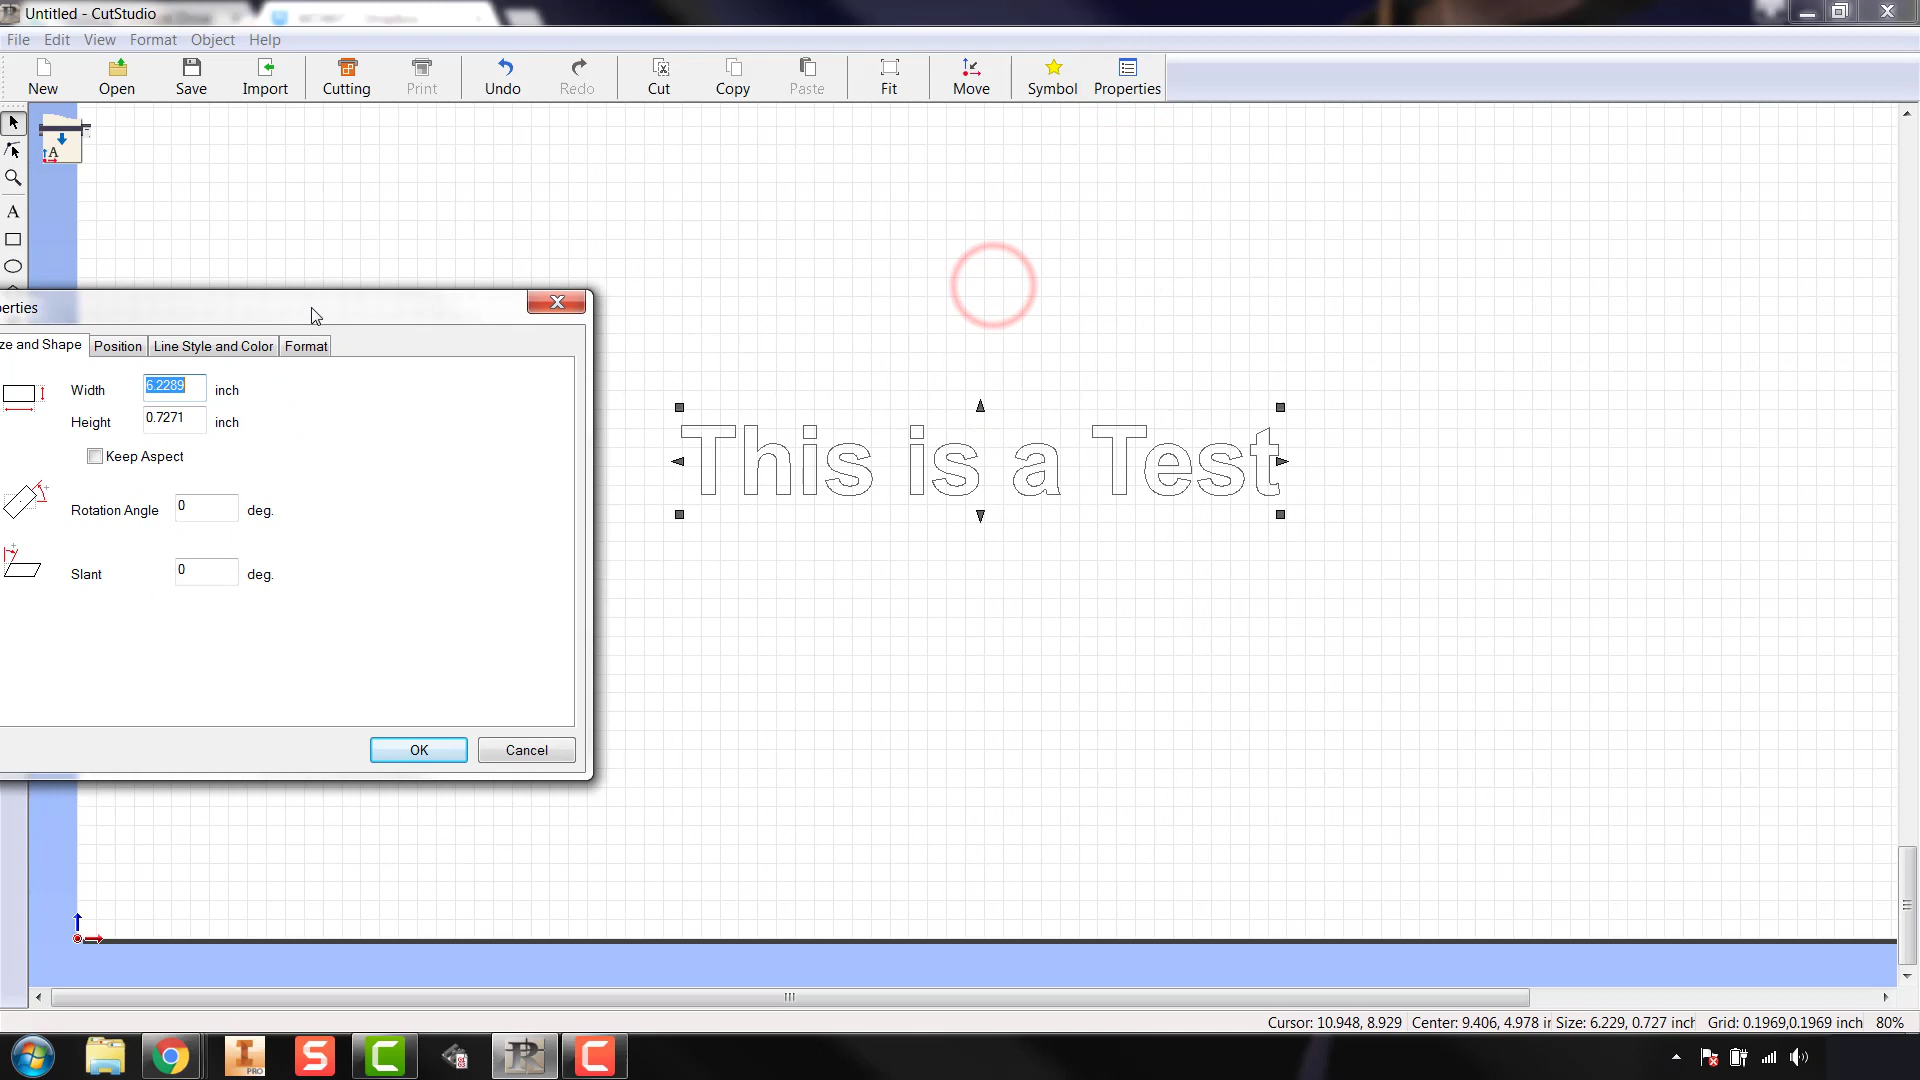 Untitled - CutStudio
File Edit View Format Object Help
New Open Save Import Cutting Print Undo Redo Cut Copy Paste Fit Move Symbol Properties
A
A
perties
ze and Shape Position Line Style and Color Format
Width 6.2289 inch
Height 0.7271 inch
Keep Aspect
Rotation Angle 0 deg.
Slant 0 deg.
OK Cancel
This is a Test
Cursor: 10.948, 8.929 Center: 9.406, 4.978 ir Size: 6.229, 0.727 inch Grid: 0.1969,0.1969 inch 80%
I PRO S C R C